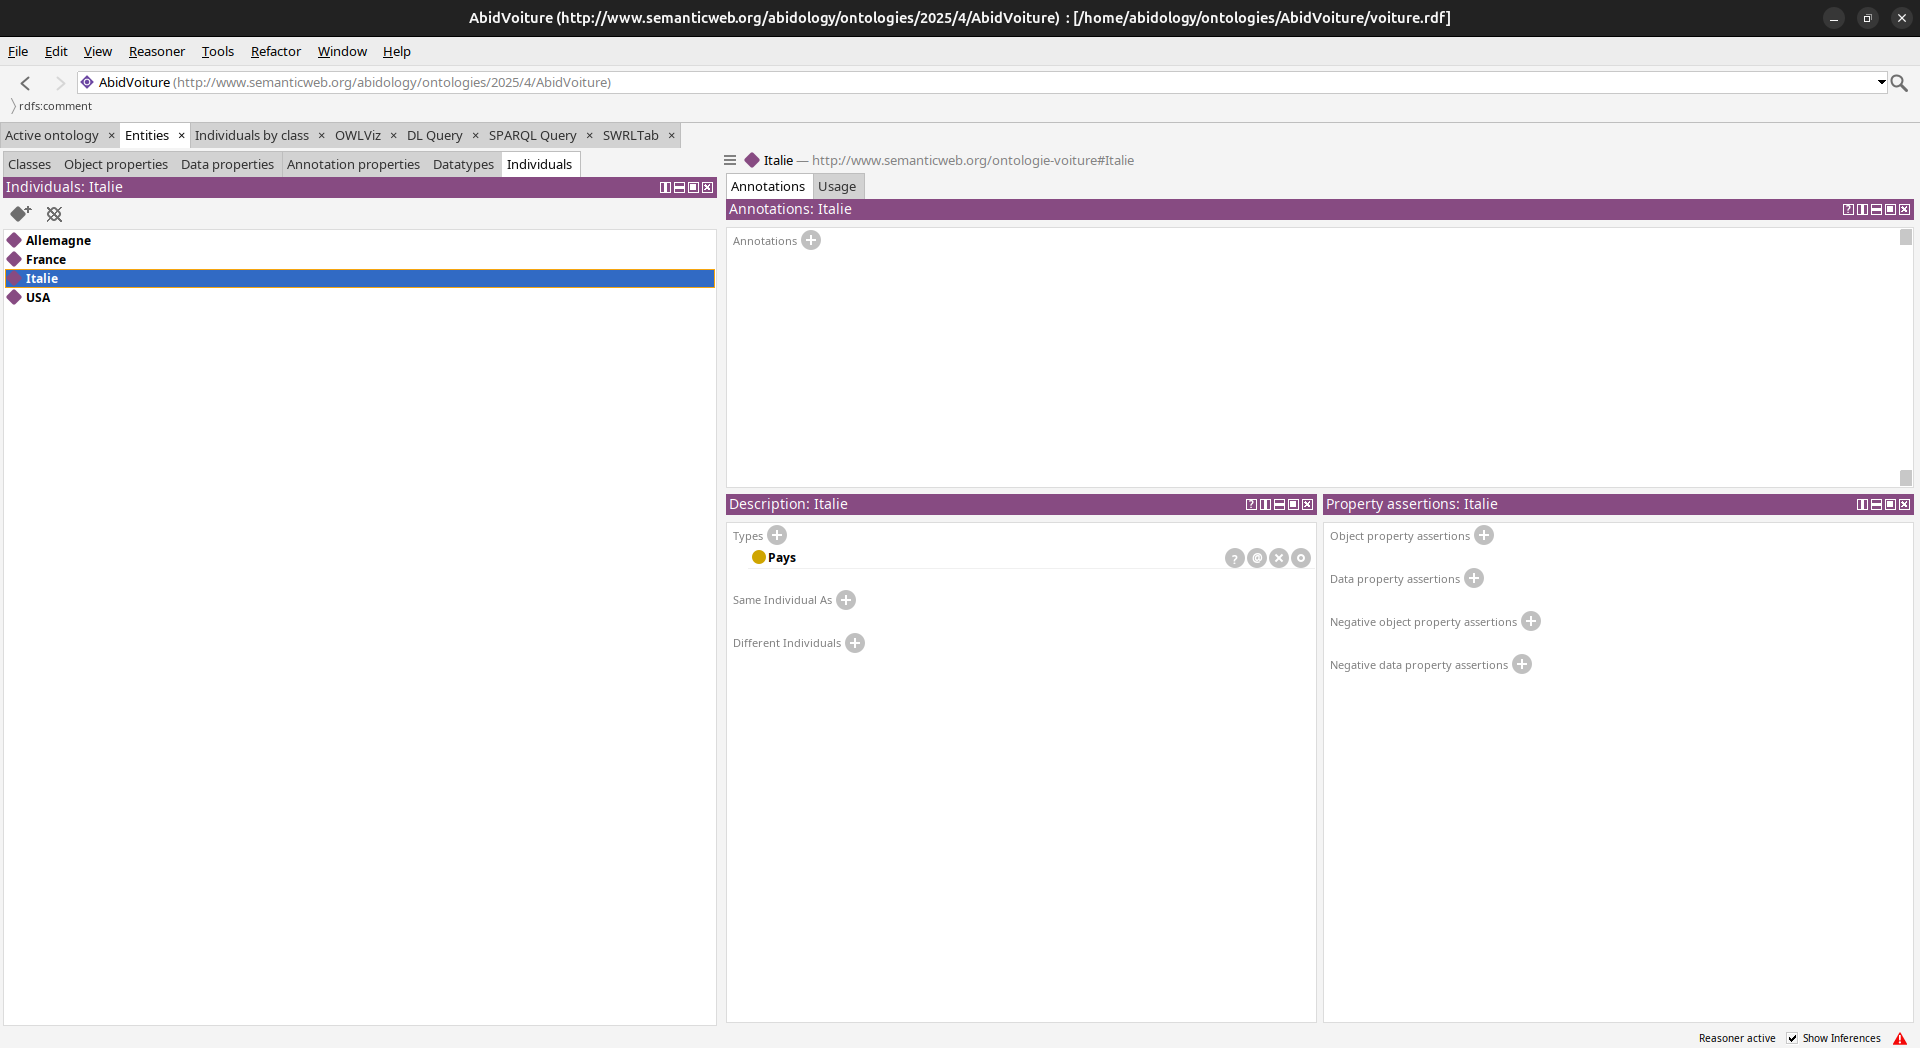 AbidVoiture (http://www.semanticweb.org/abidology/ontologies/2025/4/AbidVoiture) : [/home/abidology/ontologies/AbidVoiture/voiture.rdf]
File Edit View Reasoner Tools Refactor Window Help
AbidVoiture (http://www.semanticweb.org/abidology/ontologies/2025/4/AbidVoiture)
rdfs:comment
Active ontology × Entities × Individuals by class × OWLViz × DL Query × SPARQL Query × SWRLTab ×
Classes Object properties Data properties Annotation properties Datatypes Individuals
Individuals: Italie
Allemagne
France
Italie
USA
Italie — http://www.semanticweb.org/ontologie-voiture#Italie
Annotations Usage
Annotations: Italie
Annotations
Description: Italie
Types
Pays
Same Individual As
Different Individuals
Property assertions: Italie
Object property assertions
Data property assertions
Negative object property assertions
Negative data property assertions
Reasoner active Show Inferences